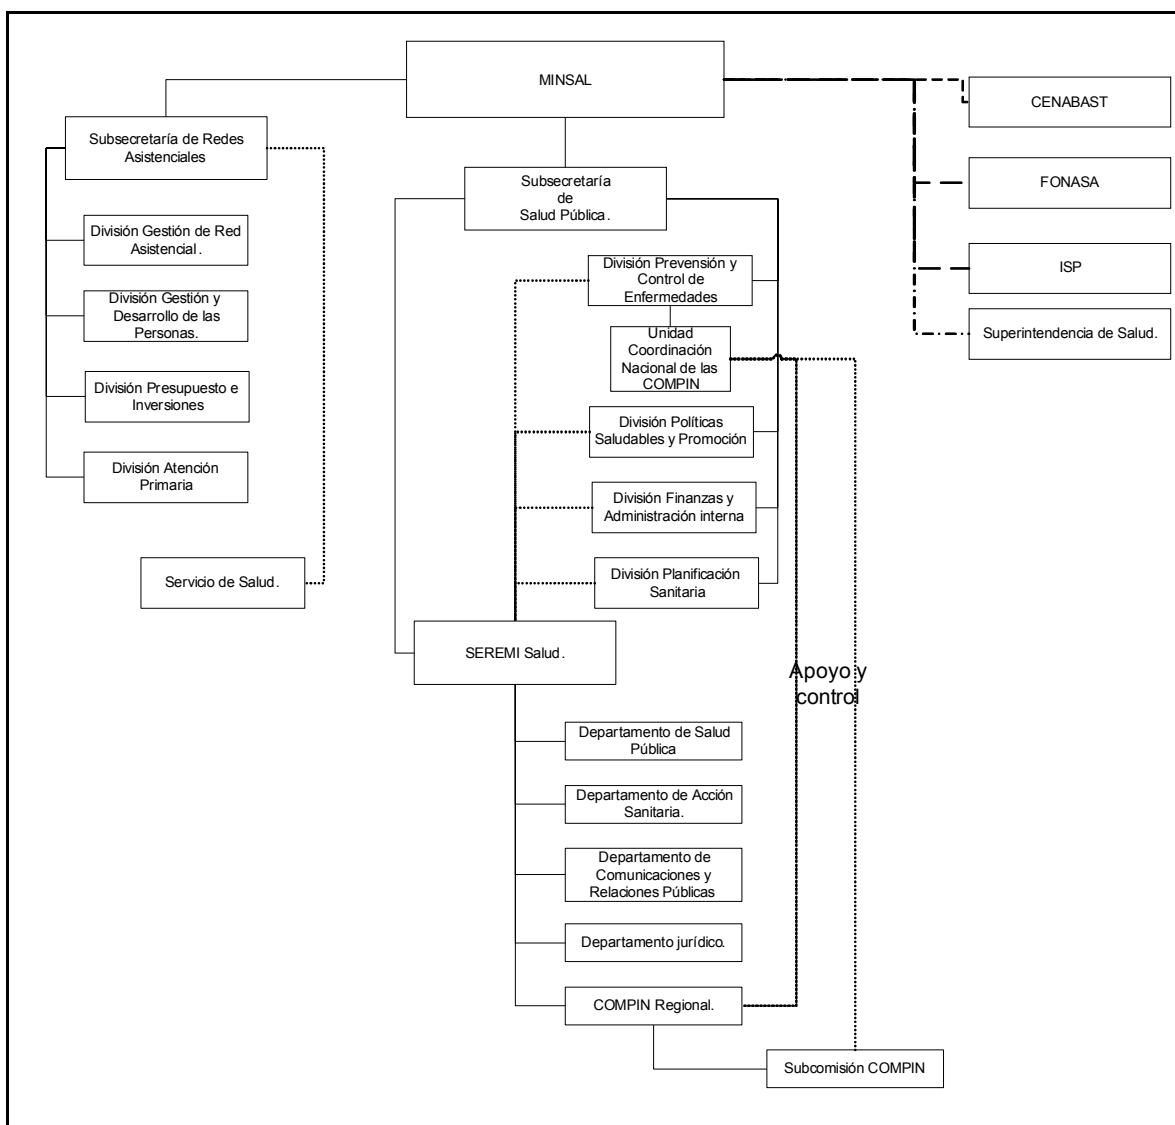 MINSAL
CENABAST
Subsecretaría de Redes
Asistenciales
FONASA
Subsecretaría
de
Salud Pública.
División Gestión de Red
Asistencial.
ISP
División Prevensión y
Control de
Enfermedades
División Gestión y
Desarrollo de las
Personas.
Superintendencia de Salud.
Unidad
Coordinación
Nacional de las
COMPIN
División Presupuesto e
Inversiones
División Políticas
Saludables y Promoción
División Atención
Primaria
División Finanzas y
Administración interna
Servicio de Salud.
División Planificación
Sanitaria
SEREMI Salud.
Apoyo y
control
Departamento de Salud
Pública
Departamento de Acción
Sanitaria.
Departamento de
Comunicaciones y
Relaciones Públicas
Departamento jurídico.
COMPIN Regional.
Subcomisión COMPIN